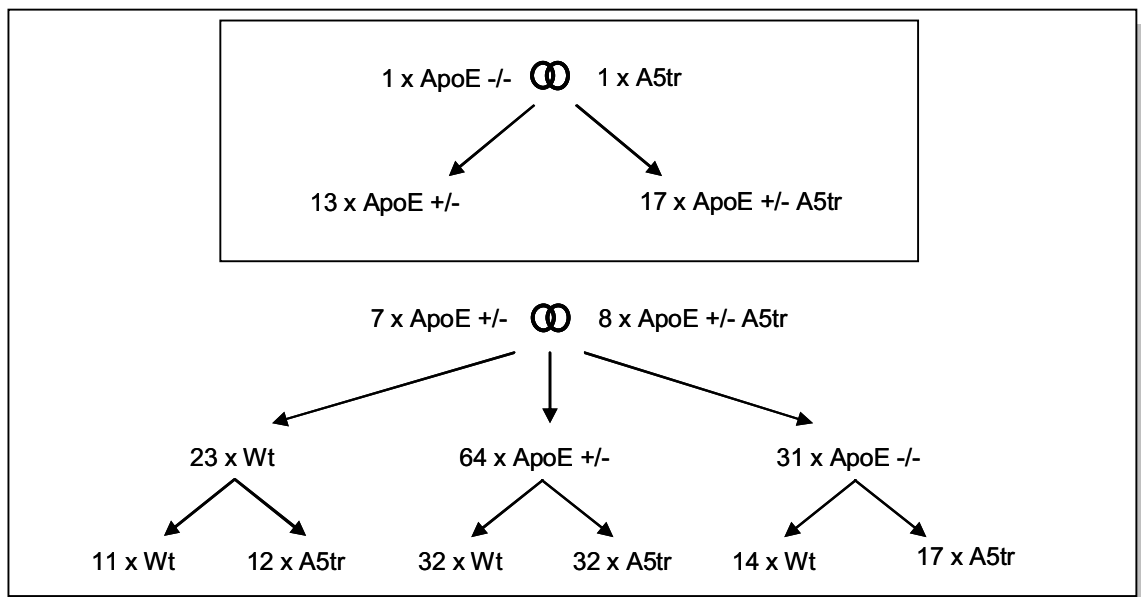 1 x ApoE -/- 1 x A5tr
13 x ApoE +/- 17 x ApoE +/- A5tr
7 x ApoE +/- 8 x ApoE +/- A5tr
23 x Wt 64 x ApoE +/- 31 x ApoE -/-
11 x Wt 12 x A5tr 32 x Wt 32 x A5tr 14 x Wt 17 x A5tr